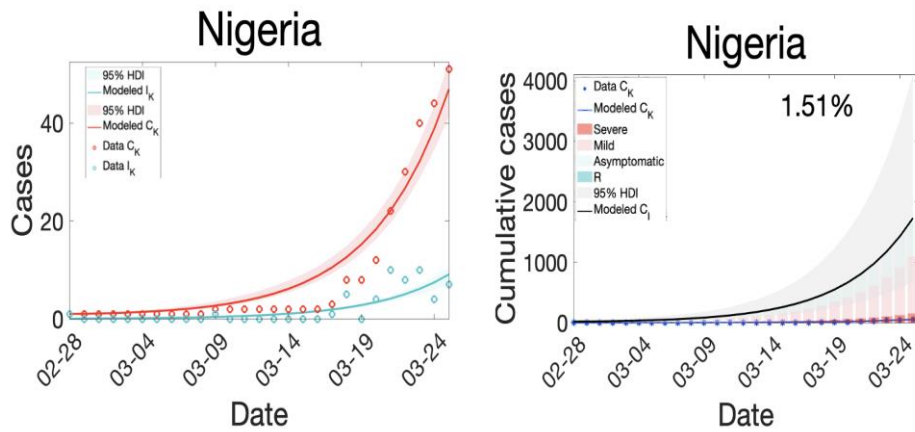 Nigeria
Cases
40
20
0
95% HDI
Modeled I_K
95% HDI
Modeled C_K
Data C_K
Data I_K
02-28
03-04
03-09
03-14
03-19
03-24
Date
Nigeria
Cumulative cases
4000
3000
2000
1000
0
Data C_K
Modeled C_K
Severe
Mild
Asymptomatic
R
95% HDI
Modeled C_I
1.51%
02-28
03-04
03-09
03-14
03-19
03-24
Date